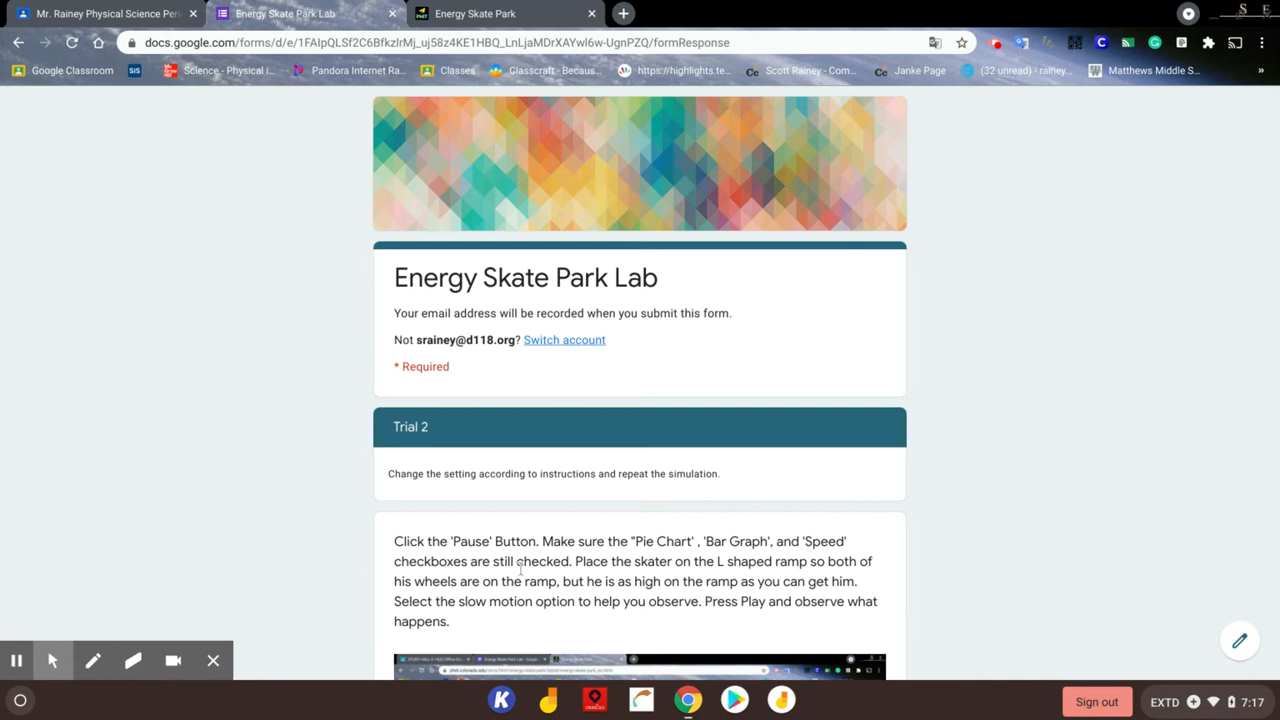 Mr. Rainey Physical Science Per
Energy Skate Park Lab
Energy Skate Park
S E
docs.google.com/forms/d/e/1FAIpQLSf2C6BfkzIrMj_uj58z4KE1HBQ_LnLjaMDrXAYwl6w-UgnPZQ/formResponse
Google Classroom
SIS
Science - Physical i...
Pandora Internet Ra...
Classes
Classcraft - Becaus...
https://highlights.te...
Scott Rainey - Com...
Janke Page
(32 unread) - rainey...
Matthews Middle S...
»
Energy Skate Park Lab
Your email address will be recorded when you submit this form.
Not srainey@d118.org? Switch account
* Required
Trial 2
Change the setting according to instructions and repeat the simulation.
Click the 'Pause' Button. Make sure the "Pie Chart' , 'Bar Graph', and 'Speed'
checkboxes are still checked. Place the skater on the L shaped ramp so both of
his wheels are on the ramp, but he is as high on the ramp as you can get him.
Select the slow motion option to help you observe. Press Play and observe what
happens.
Sign out
EXTD
7:17